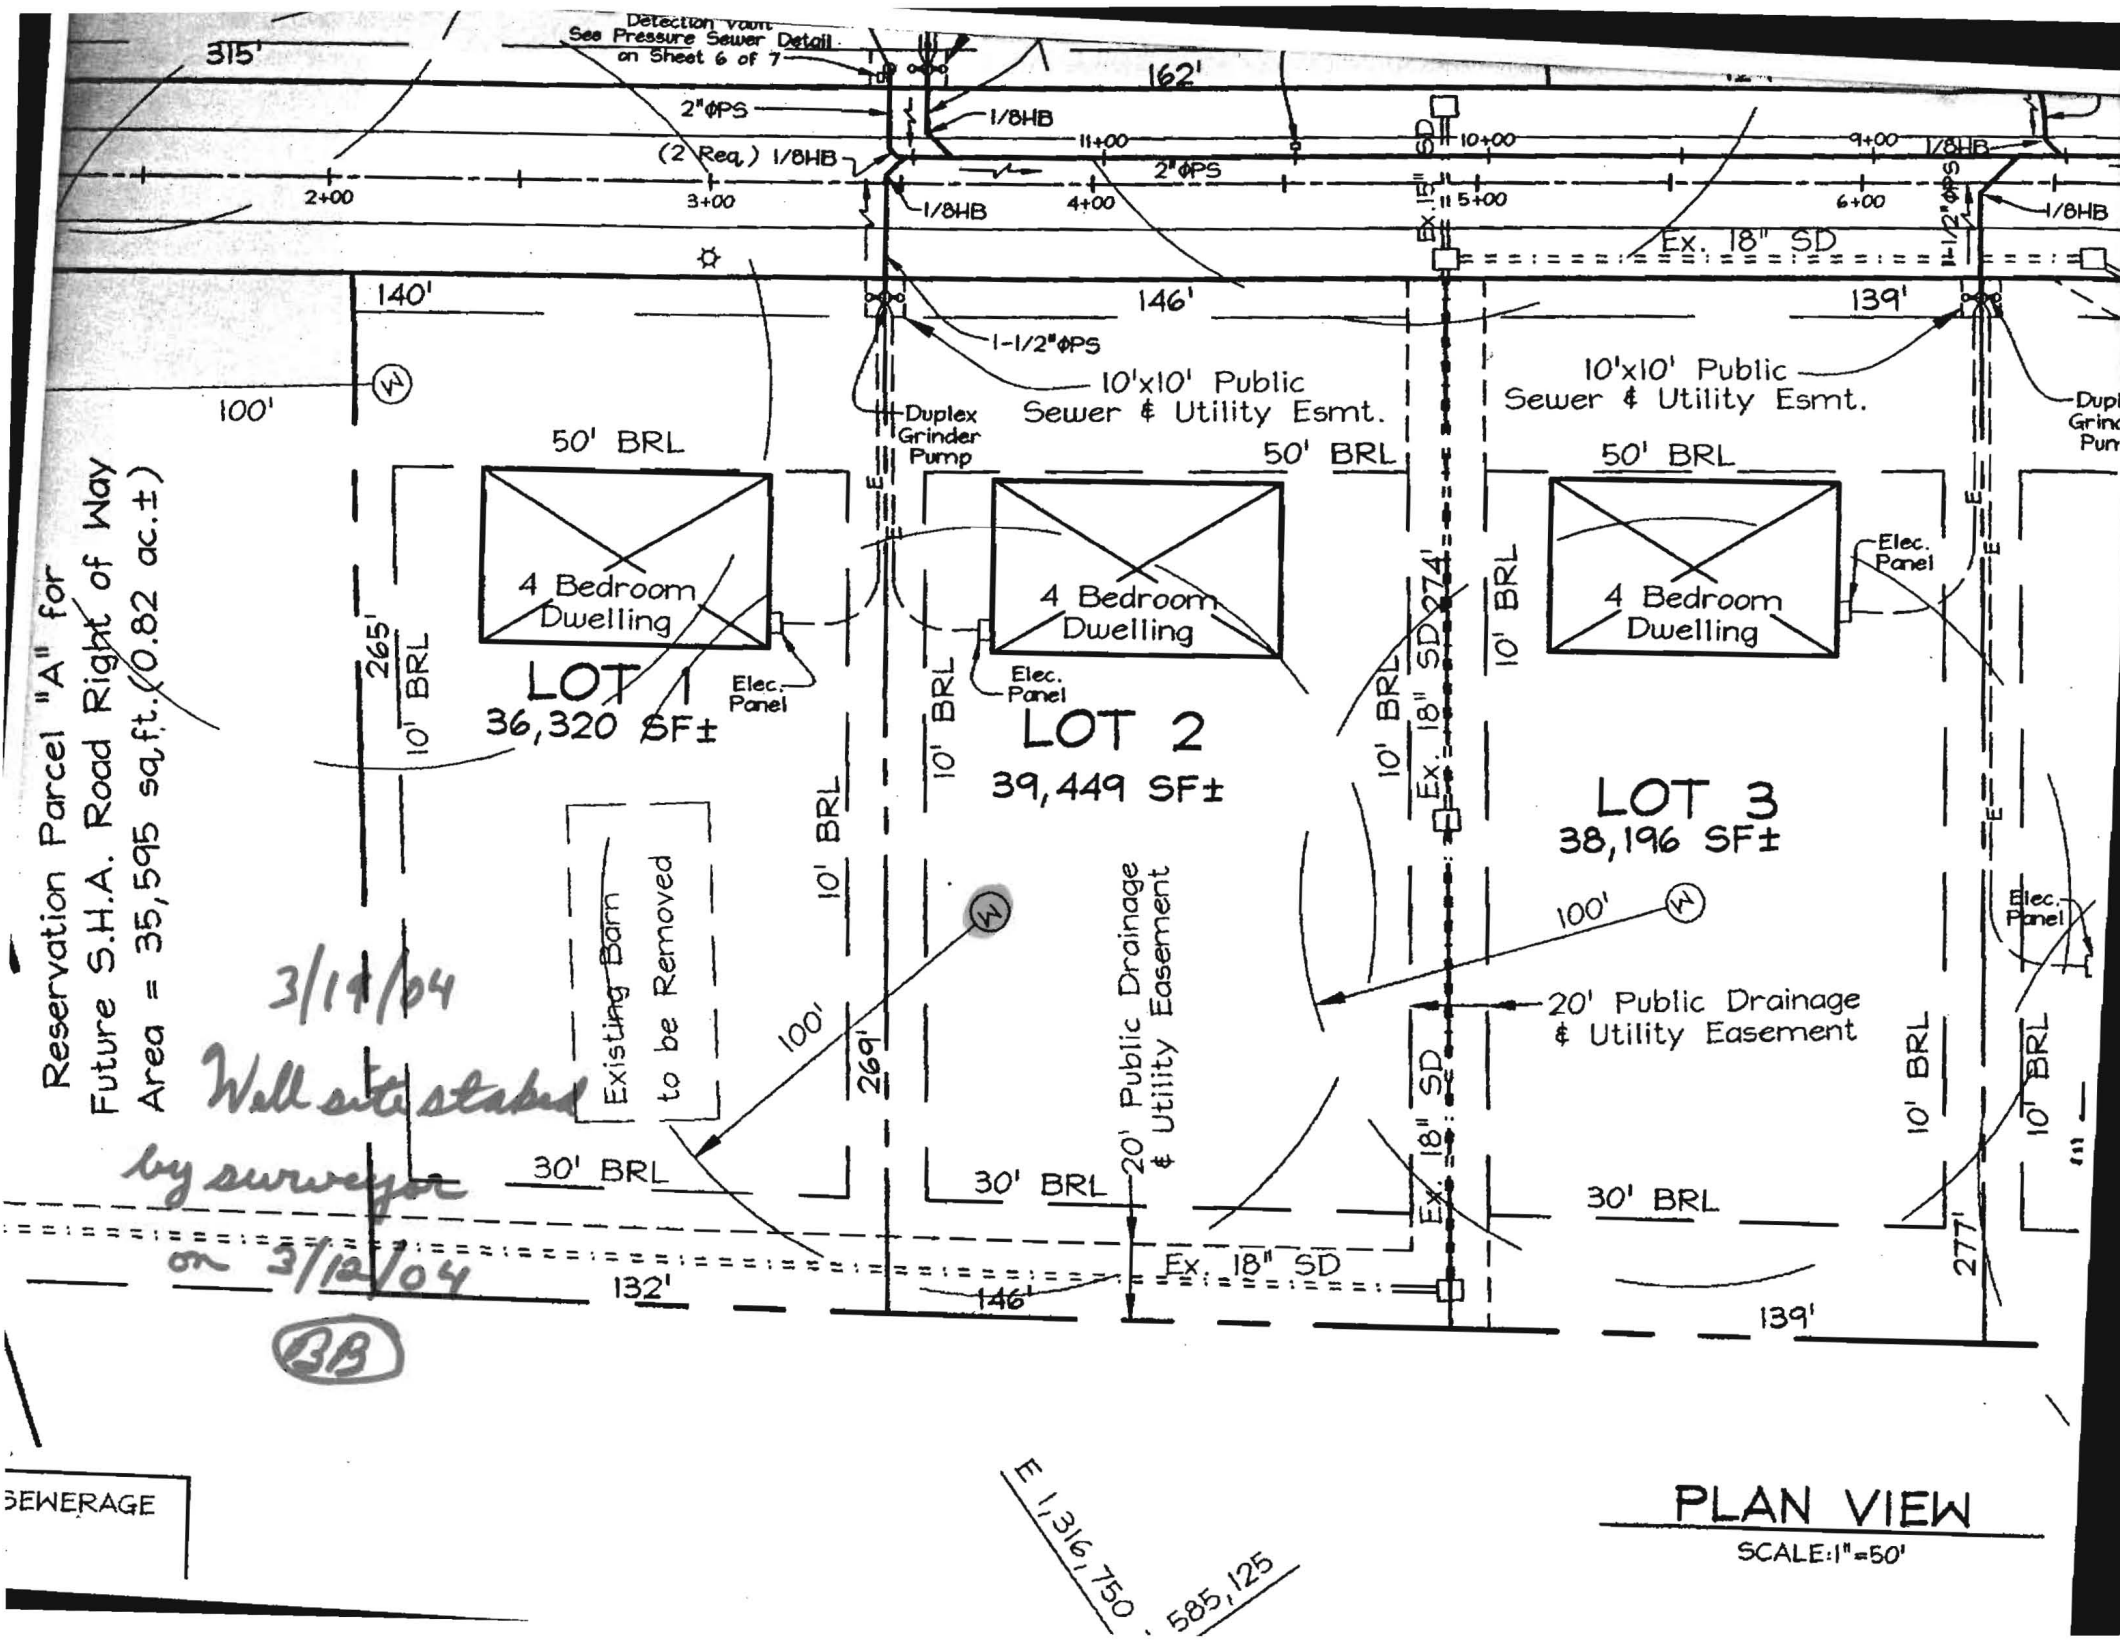 315'
Detection Vault
See Pressure Sewer Detail
on Sheet 6 of 7
162'
2"ΦPS
1/8HB
(2 Req.) 1/8HB
11+00
Ex. 15" SD
10+00
9+00
1/8HB
2"ΦPS
2+00
3+00
1/8HB
4+00
5+00
6+00
1-1/2"ΦPS
1/8HB
Ex. 18" SD
140'
146'
139'
1-1/2"ΦPS
100'
W
10'x10' Public
Sewer & Utility Esmt.
10'x10' Public
Sewer & Utility Esmt.
Duplex
Grinder
Pump
Dupl
Grind
Pum
50' BRL
50' BRL
50' BRL
Reservation Parcel "A" for
Future S.H.A. Road Right of Way
Area = 35,595 sq.ft.(0.82 ac.±)
265'
10' BRL
4 Bedroom
Dwelling
E
4 Bedroom
Dwelling
4 Bedroom
Dwelling
Elec.
Panel
E
E
LOT 1
36,320 SF±
Elec.
Panel
Elec.
Panel
10' BRL
LOT 2
39,449 SF±
10' BRL
Ex. 18" SD 274'
10' BRL
LOT 3
38,196 SF±
E
10' BRL
Existing Barn
to be Removed
W
100'
269'
20' Public Drainage
& Utility Easement
W
100'
20' Public Drainage
& Utility Easement
Elec.
Panel
10' BRL
10' BRL
3/19/04
Well site staked
by surveyor
on 3/12/04
BB
30' BRL
30' BRL
Ex. 18" SD
30' BRL
277'
Ex. 18" SD
132'
146'
139'
SEWERAGE
E 1,316,750
585,125
PLAN VIEW
SCALE:1"=50'